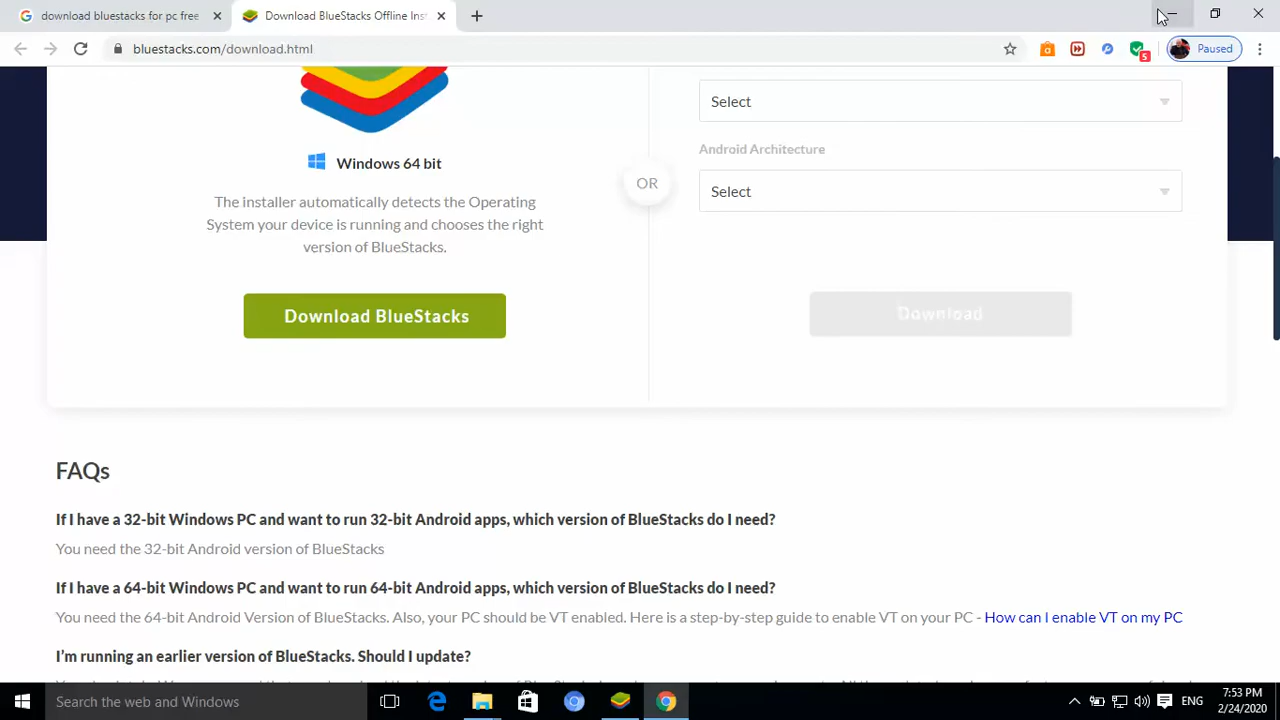 download bluestacks for pc free
Download BlueStacks Offline Inst
bluestacks.com/download.html
5
Paused
Select
Windows 64 bit
Android Architecture
OR
Select
The installer automatically detects the Operating
System your device is running and chooses the right
version of BlueStacks.
Download BlueStacks
Download
FAQs
If I have a 32-bit Windows PC and want to run 32-bit Android apps, which version of BlueStacks do I need?
You need the 32-bit Android version of BlueStacks
If I have a 64-bit Windows PC and want to run 64-bit Android apps, which version of BlueStacks do I need?
You need the 64-bit Android Version of BlueStacks. Also, your PC should be VT enabled. Here is a step-by-step guide to enable VT on your PC - How can I enable VT on my PC
I'm running an earlier version of BlueStacks. Should I update?
Search the web and Windows
ENG
7:53 PM
2/24/2020